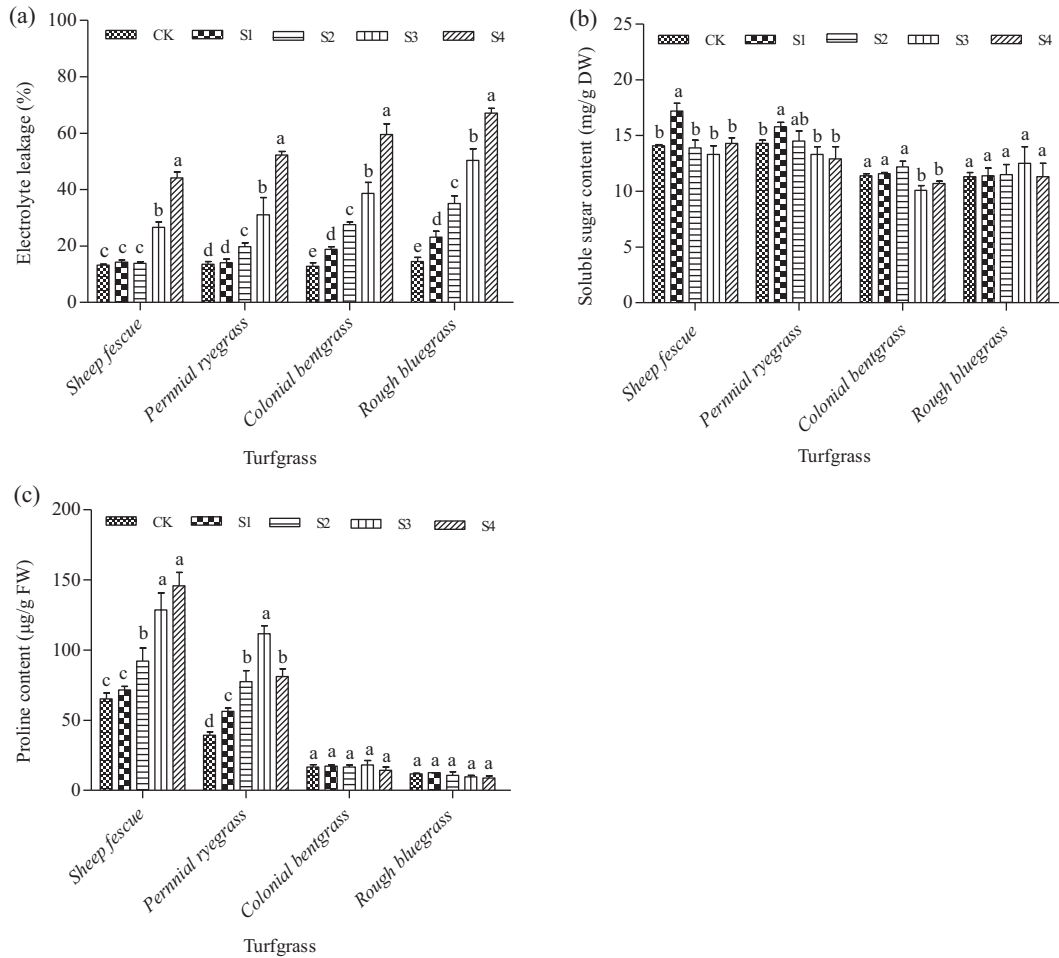 (a)
100
80
60
40
20
0
Electrolyte leakage (%)
CK S1 S2 S3 S4
c c c b a
d d c b a
e d c b a
e d c b a
Sheep fescue
Pernnial ryegrass
Colonial bentgrass
Rough bluegrass
Turfgrass
(b)
25
20
15
10
5
0
Soluble sugar content (mg/g DW)
CK S1 S2 S3 S4
b a b b b
b a ab b b
a a a b b
a a a a a
Sheep fescue
Pernnial ryegrass
Colonial bentgrass
Rough bluegrass
Turfgrass
(c)
200
150
100
50
0
Proline content (μg/g FW)
CK S1 S2 S3 S4
c c b a a
d c b a b
a a a a a
a a a a a
Sheep fescue
Pernnial ryegrass
Colonial bentgrass
Rough bluegrass
Turfgrass